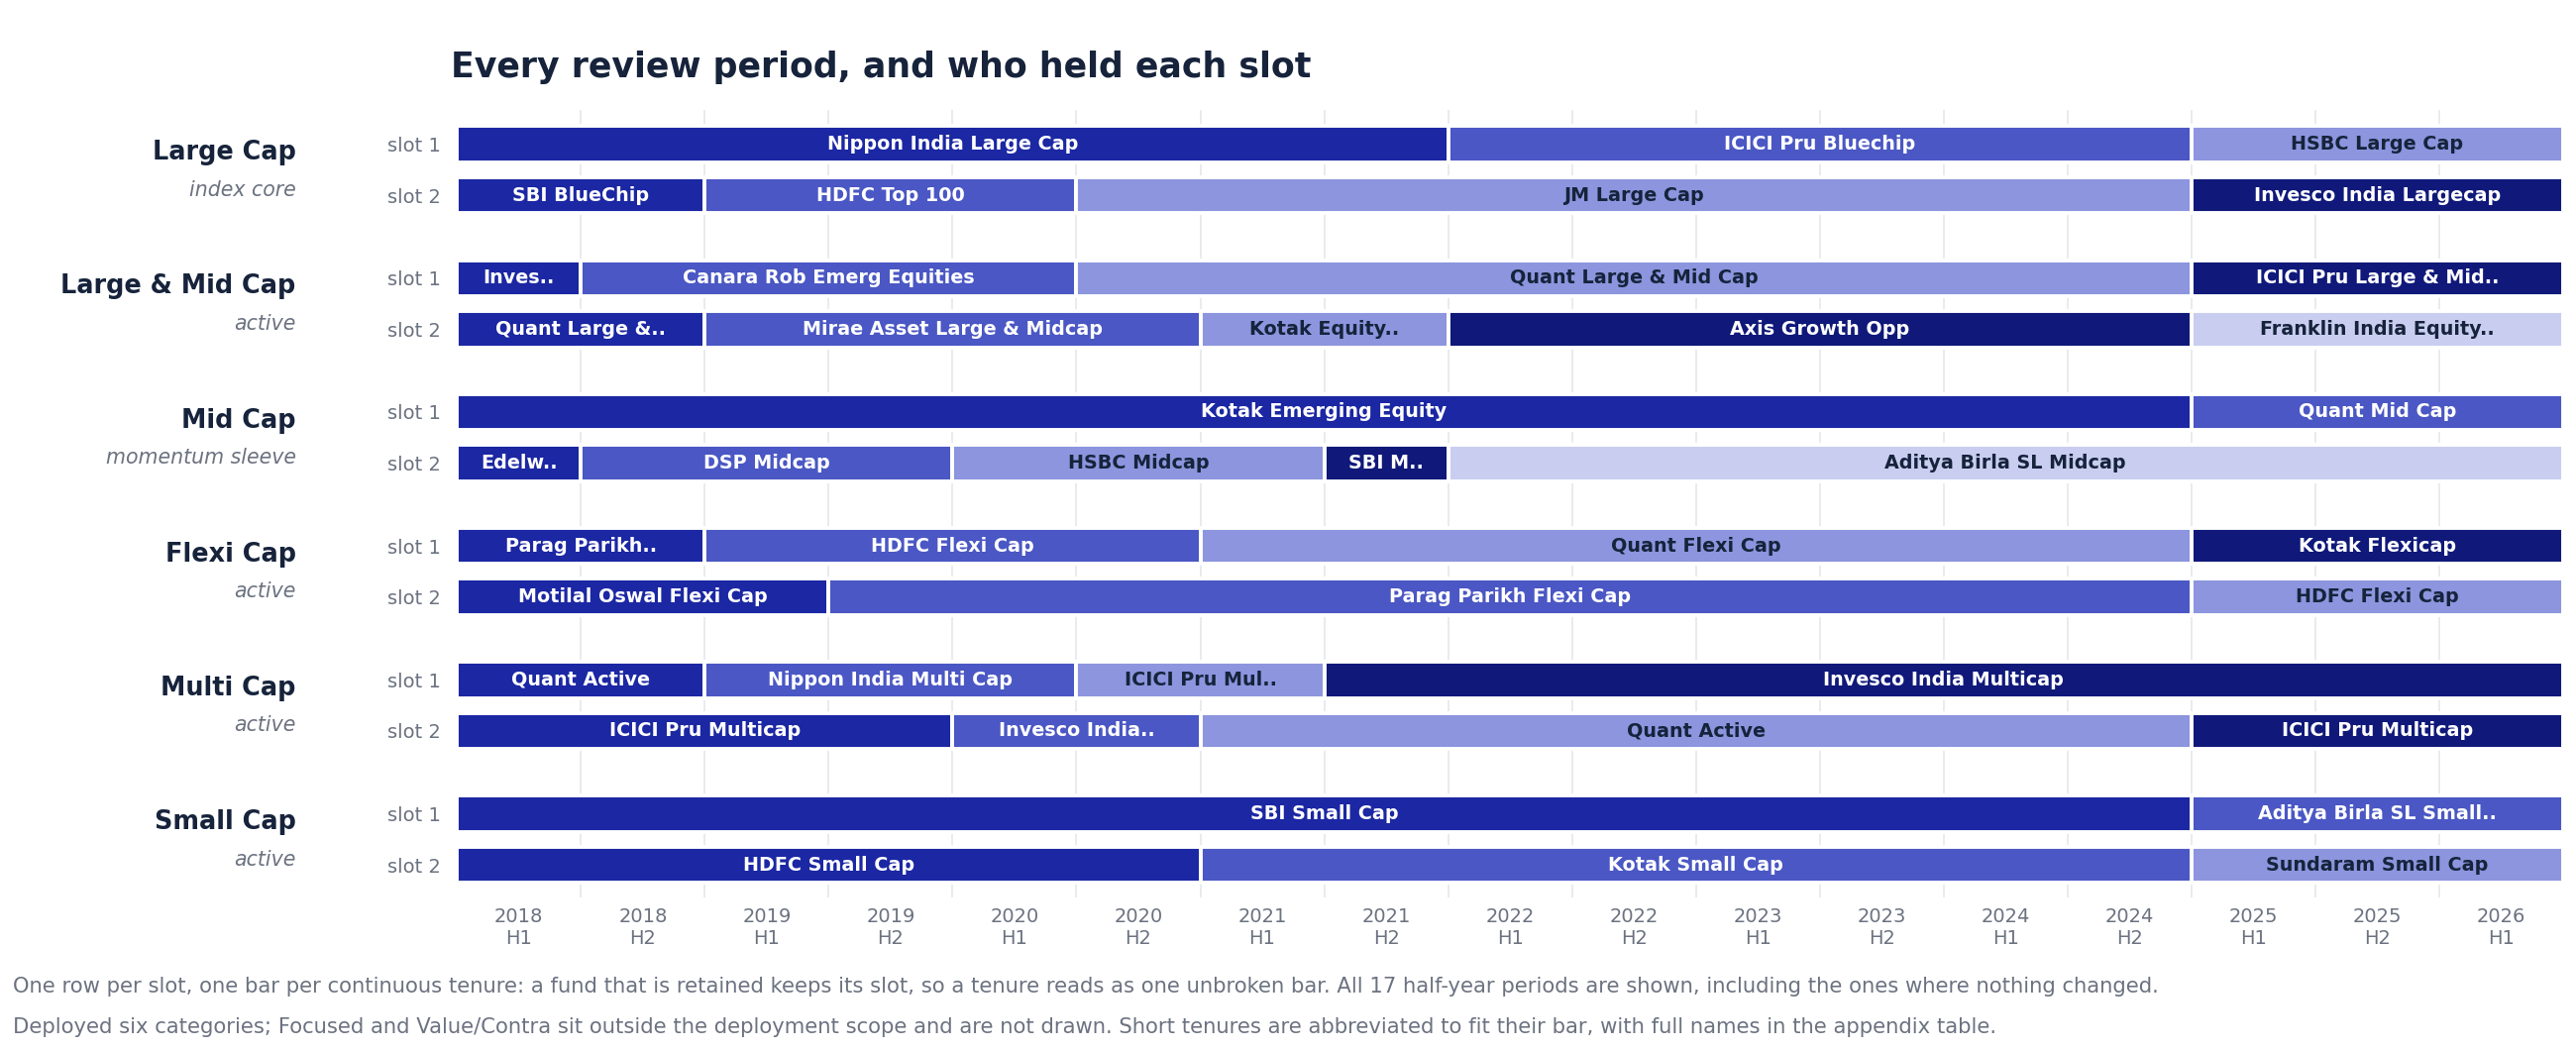 Every review period, and who held each slot
Large Cap
index core
slot 1
Nippon India Large Cap
ICICI Pru Bluechip
HSBC Large Cap
slot 2
SBI BlueChip
HDFC Top 100
JM Large Cap
Invesco India Largecap
Large & Mid Cap
active
slot 1
Inves..
Canara Rob Emerg Equities
Quant Large & Mid Cap
ICICI Pru Large & Mid..
slot 2
Quant Large &..
Mirae Asset Large & Midcap
Kotak Equity..
Axis Growth Opp
Franklin India Equity..
Mid Cap
momentum sleeve
slot 1
Kotak Emerging Equity
Quant Mid Cap
slot 2
Edelw..
DSP Midcap
HSBC Midcap
SBI M..
Aditya Birla SL Midcap
Flexi Cap
active
slot 1
Parag Parikh..
HDFC Flexi Cap
Quant Flexi Cap
Kotak Flexicap
slot 2
Motilal Oswal Flexi Cap
Parag Parikh Flexi Cap
HDFC Flexi Cap
Multi Cap
active
slot 1
Quant Active
Nippon India Multi Cap
ICICI Pru Mul..
Invesco India Multicap
slot 2
ICICI Pru Multicap
Invesco India..
Quant Active
ICICI Pru Multicap
Small Cap
active
slot 1
SBI Small Cap
Aditya Birla SL Small..
slot 2
HDFC Small Cap
Kotak Small Cap
Sundaram Small Cap
2018 H1
2018 H2
2019 H1
2019 H2
2020 H1
2020 H2
2021 H1
2021 H2
2022 H1
2022 H2
2023 H1
2023 H2
2024 H1
2024 H2
2025 H1
2025 H2
2026 H1
One row per slot, one bar per continuous tenure: a fund that is retained keeps its slot, so a tenure reads as one unbroken bar. All 17 half-year periods are shown, including the ones where nothing changed.
Deployed six categories; Focused and Value/Contra sit outside the deployment scope and are not drawn. Short tenures are abbreviated to fit their bar, with full names in the appendix table.